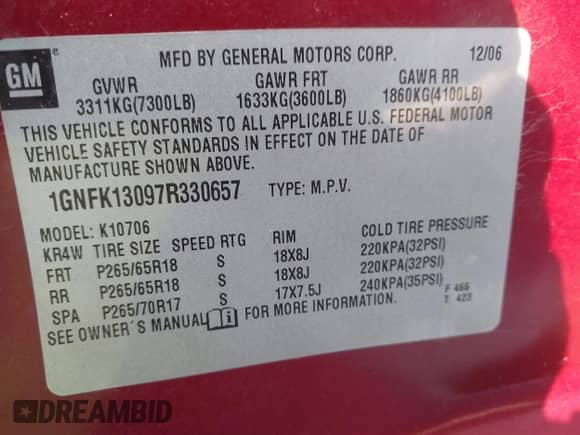 GM
MFD BY GENERAL MOTORS CORP. 12/06
GVWR GAWR FRT GAWR RR
3311KG(7300LB) 1633KG(3600LB) 1860KG(4100LB)
THIS VEHICLE CONFORMS TO ALL APPLICABLE U.S. FEDERAL MOTOR
VEHICLE SAFETY STANDARDS IN EFFECT ON THE DATE OF
MANUFACTURE SHOWN ABOVE.
1GNFK13097R330657 TYPE: M.P.V.
MODEL: K10706
KR4W TIRE SIZE SPEED RTG RIM COLD TIRE PRESSURE
FRT P265/65R18 S 18X8J 220KPA(32PSI)
RR P265/65R18 S 18X8J 220KPA(32PSI)
SPA P265/70R17 S 17X7.5J 240KPA(35PSI)
F 466
T 423
SEE OWNER'S MANUAL FOR MORE INFORMATION.
DREAMBID